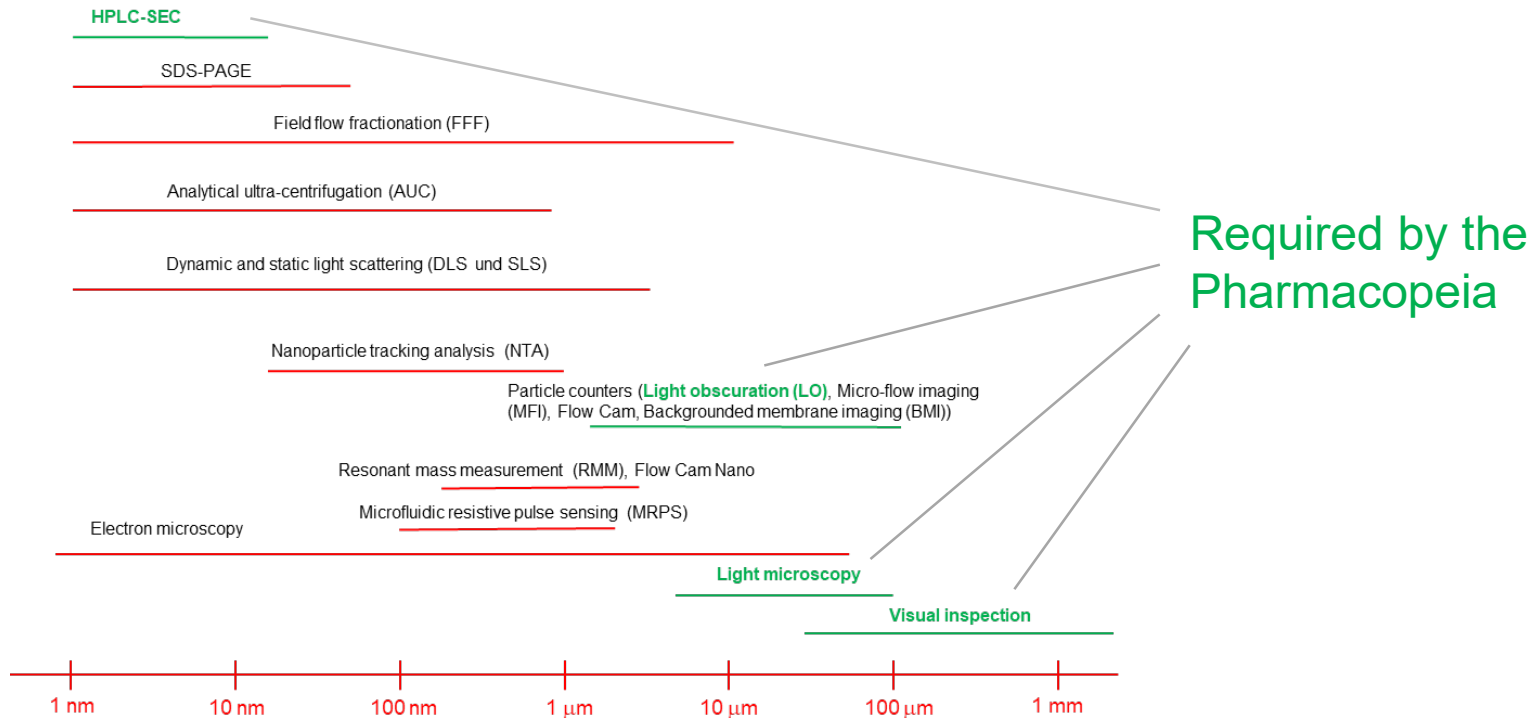 HPLC-SEC
SDS-PAGE
Field flow fractionation (FFF)
Analytical ultra-centrifugation (AUC)
Required by the
Pharmacopeia
Dynamic and static light scattering (DLS und SLS)
Nanoparticle tracking analysis (NTA)
Particle counters (Light obscuration (LO), Micro-flow imaging
(MFI), Flow Cam, Backgrounded membrane imaging (BMI))
Resonant mass measurement (RMM), Flow Cam Nano
Microfluidic resistive pulse sensing (MRPS)
Electron microscopy
Light microscopy
Visual inspection
1 nm 10 nm 100 nm 1 μm 10 μm 100 μm 1 mm